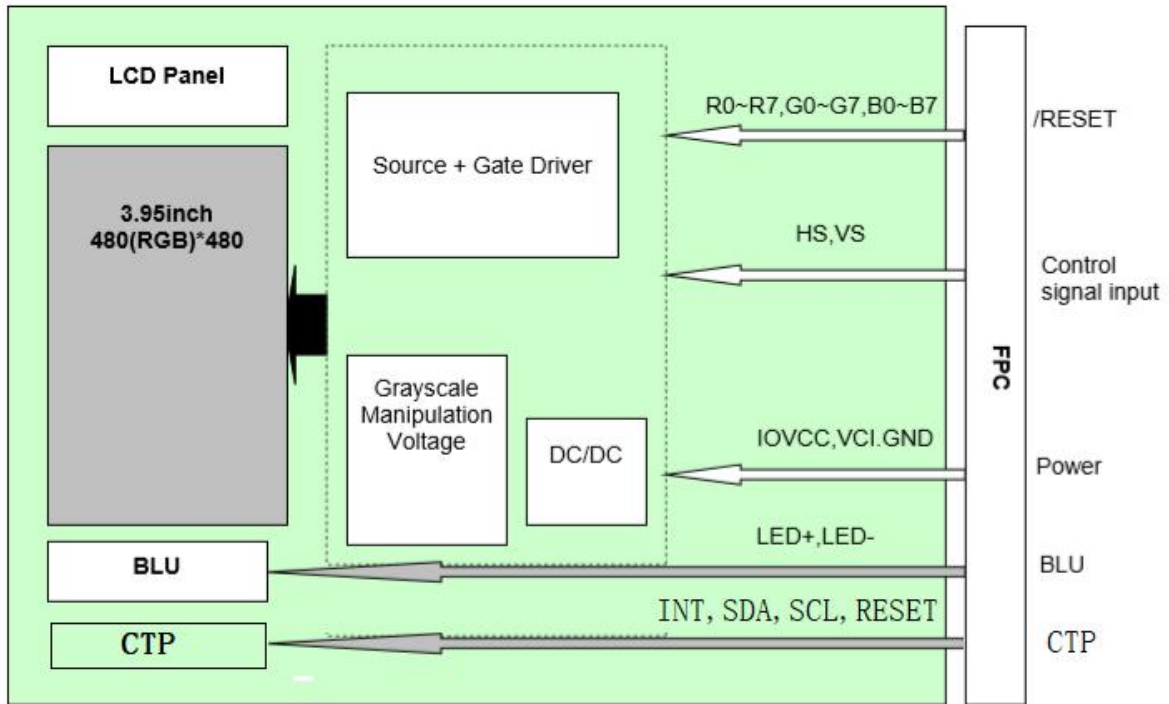 LCD Panel
3.95inch
480(RGB)*480
Source + Gate Driver
Grayscale
Manipulation
Voltage
DC/DC
BLU
CTP
R0~R7,G0~G7,B0~B7
HS,VS
IOVCC,VCI.GND
LED+,LED-
INT, SDA, SCL, RESET
FPC
/RESET
Control
signal input
Power
BLU
CTP